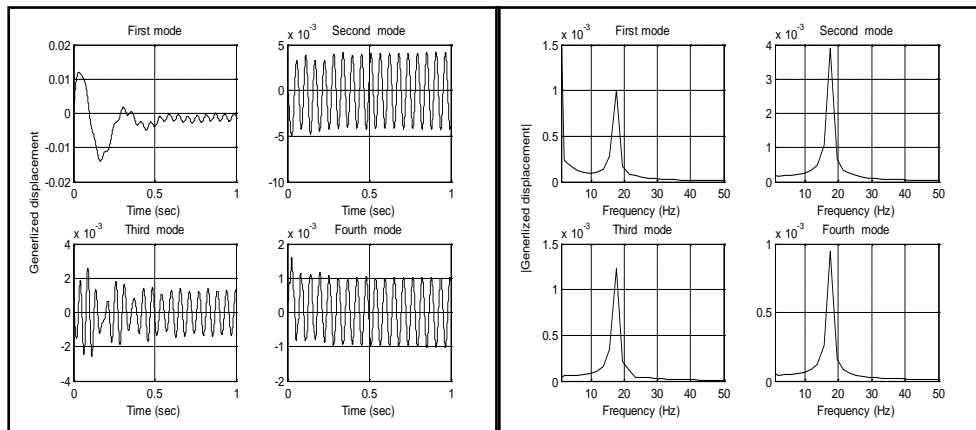 First mode
0.02
0.01
0
-0.01
-0.02
0 0.5 1
Time (sec)
Second mode
x 10-3
5
0
-5
-10
0 0.5 1
Time (sec)
Third mode
x 10-3
4
2
0
-2
-4
0 0.5 1
Time (sec)
Fourth mode
x 10-3
2
1
0
-1
-2
0 0.5 1
Time (sec)
Generlized displacement
First mode
x 10-3
1.5
1
0.5
0
10 20 30 40 50
Frequency (Hz)
Second mode
x 10-3
4
3
2
1
0
10 20 30 40 50
Frequency (Hz)
Third mode
x 10-3
1.5
1
0.5
0
10 20 30 40 50
Frequency (Hz)
Fourth mode
x 10-3
1
0.5
0
10 20 30 40 50
Frequency (Hz)
|Generlized displacement|